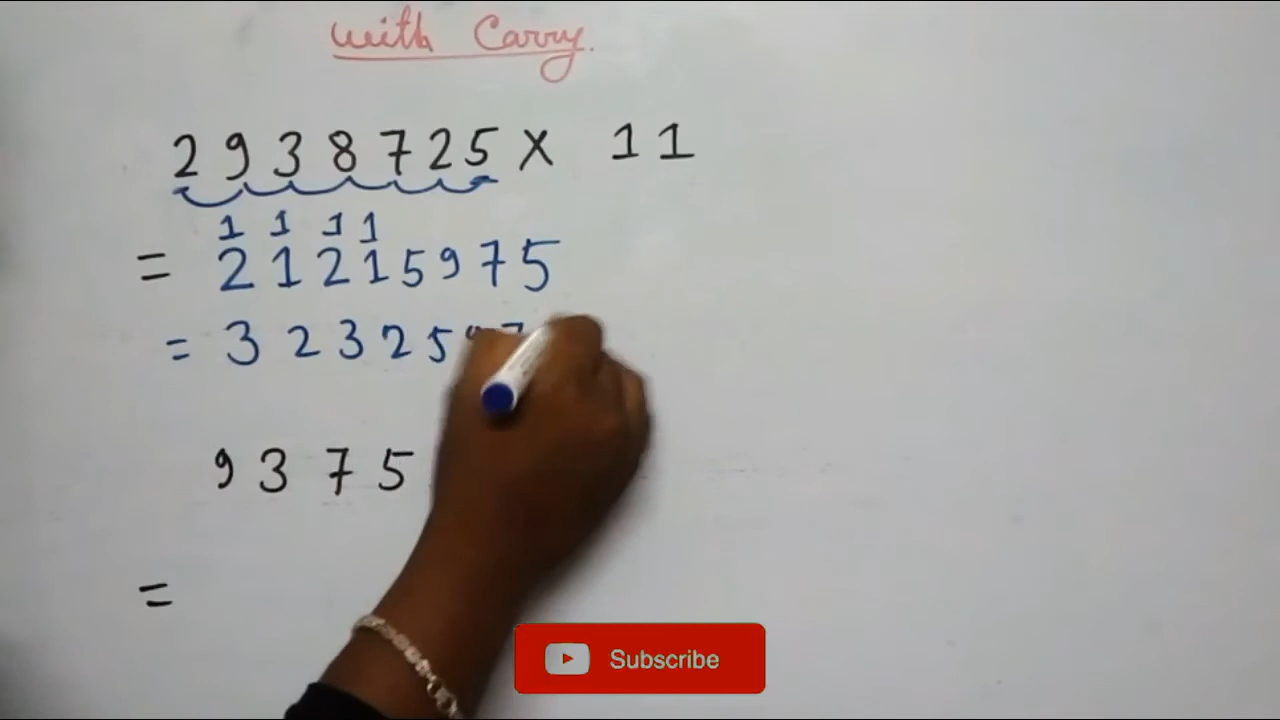 with Carry.
2938725 X 11
1 1 1 1
= 21215975
= 32325
9375
=
Subscribe